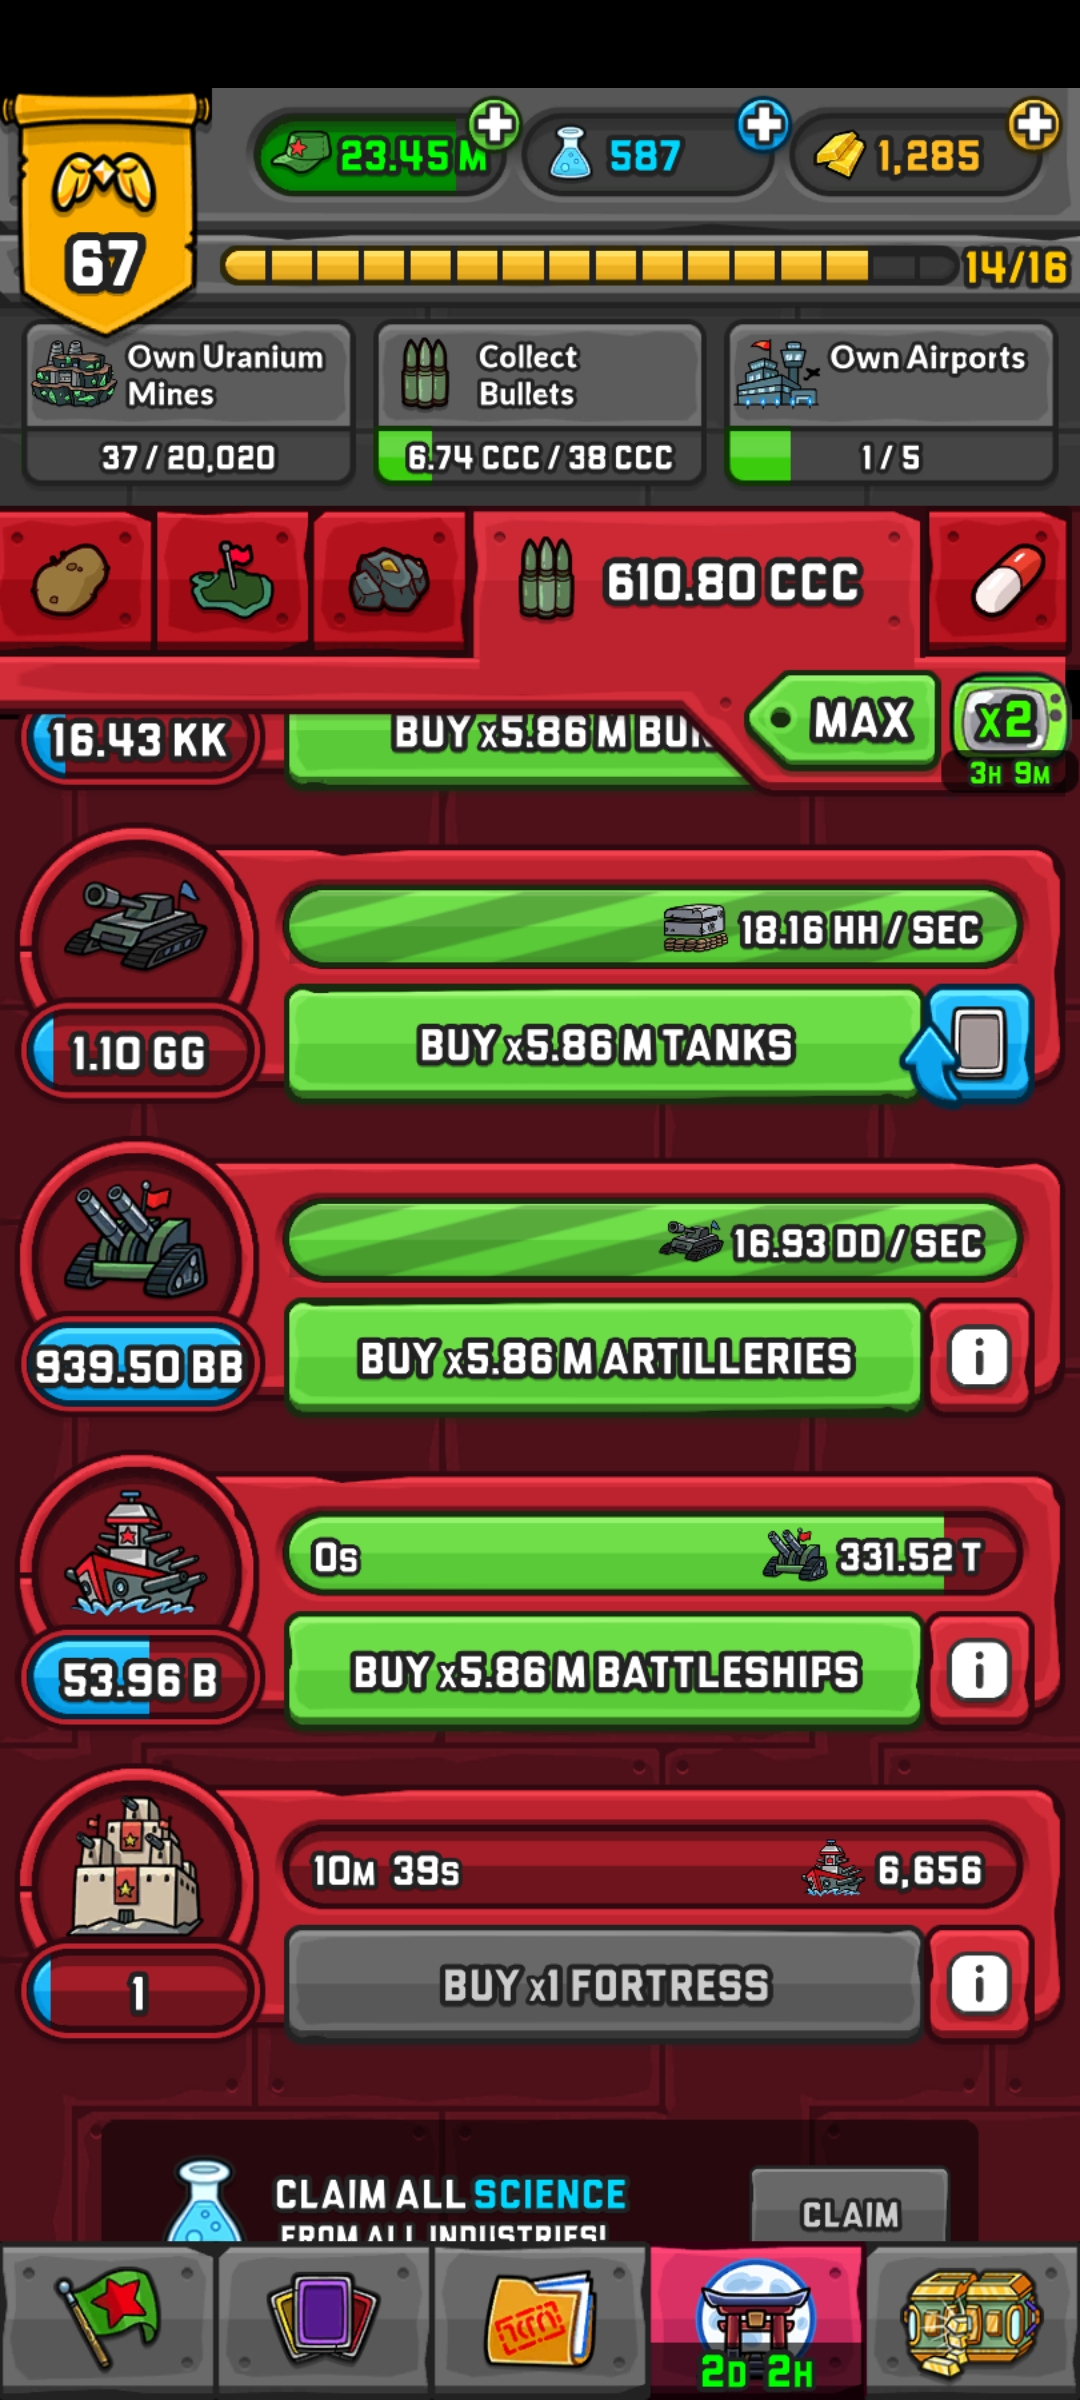 23.45 M
587
1,285
67
14/16
Own Uranium
Mines
37 / 20,020
Collect
Bullets
6.74 CCC / 38 CCC
Own Airports
1 / 5
610.80 CCC
MAX
x2
3H 9M
16.43 KK
BUY x5.86 M BUN
18.16 HH / SEC
1.10 GG
BUY x5.86 M TANKS
16.93 DD / SEC
939.50 BB
BUY x5.86 M ARTILLERIES
i
0s
331.52 T
53.96 B
BUY x5.86 M BATTLESHIPS
i
10M 39s
6,656
1
BUY x1 FORTRESS
i
CLAIM ALL SCIENCE
FROM ALL INDUSTRIES!
CLAIM
2D 2H